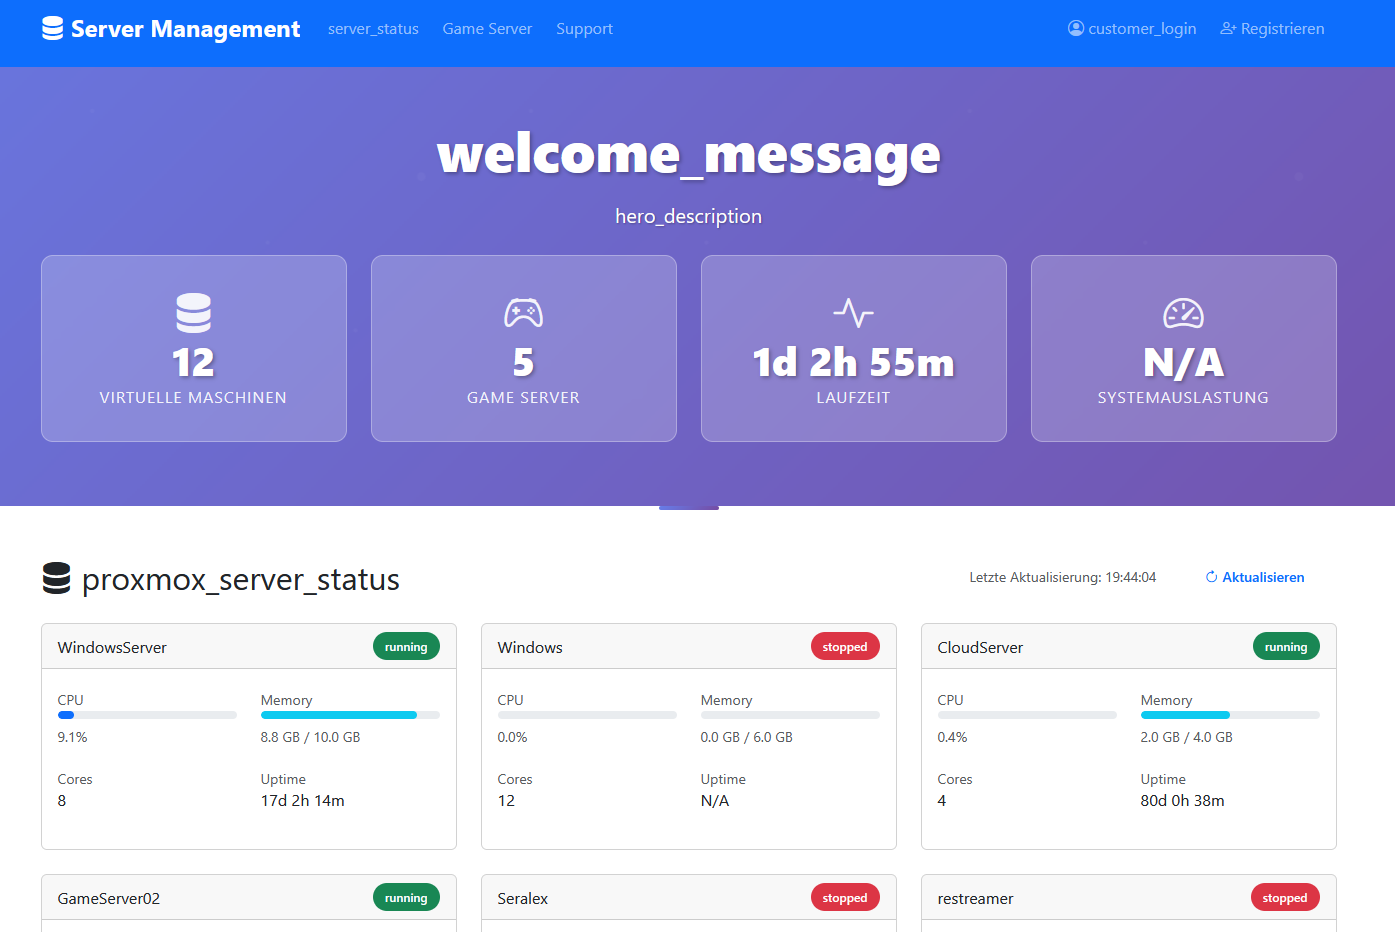 Server Management server_status Game Server Support customer_login Registrieren
welcome_message
hero_description
12 5 1d 2h 55m N/A
VIRTUELLE MASCHINEN GAME SERVER LAUFZEIT SYSTEMAUSLASTUNG
proxmox_server_status Letzte Aktualisierung: 19:44:04 Aktualisieren
WindowsServer running
CPU Memory
9.1% 8.8 GB / 10.0 GB
Cores Uptime
8 17d 2h 14m
Windows stopped
CPU Memory
0.0% 0.0 GB / 6.0 GB
Cores Uptime
12 N/A
CloudServer running
CPU Memory
0.4% 2.0 GB / 4.0 GB
Cores Uptime
4 80d 0h 38m
GameServer02 running
Seralex stopped
restreamer stopped